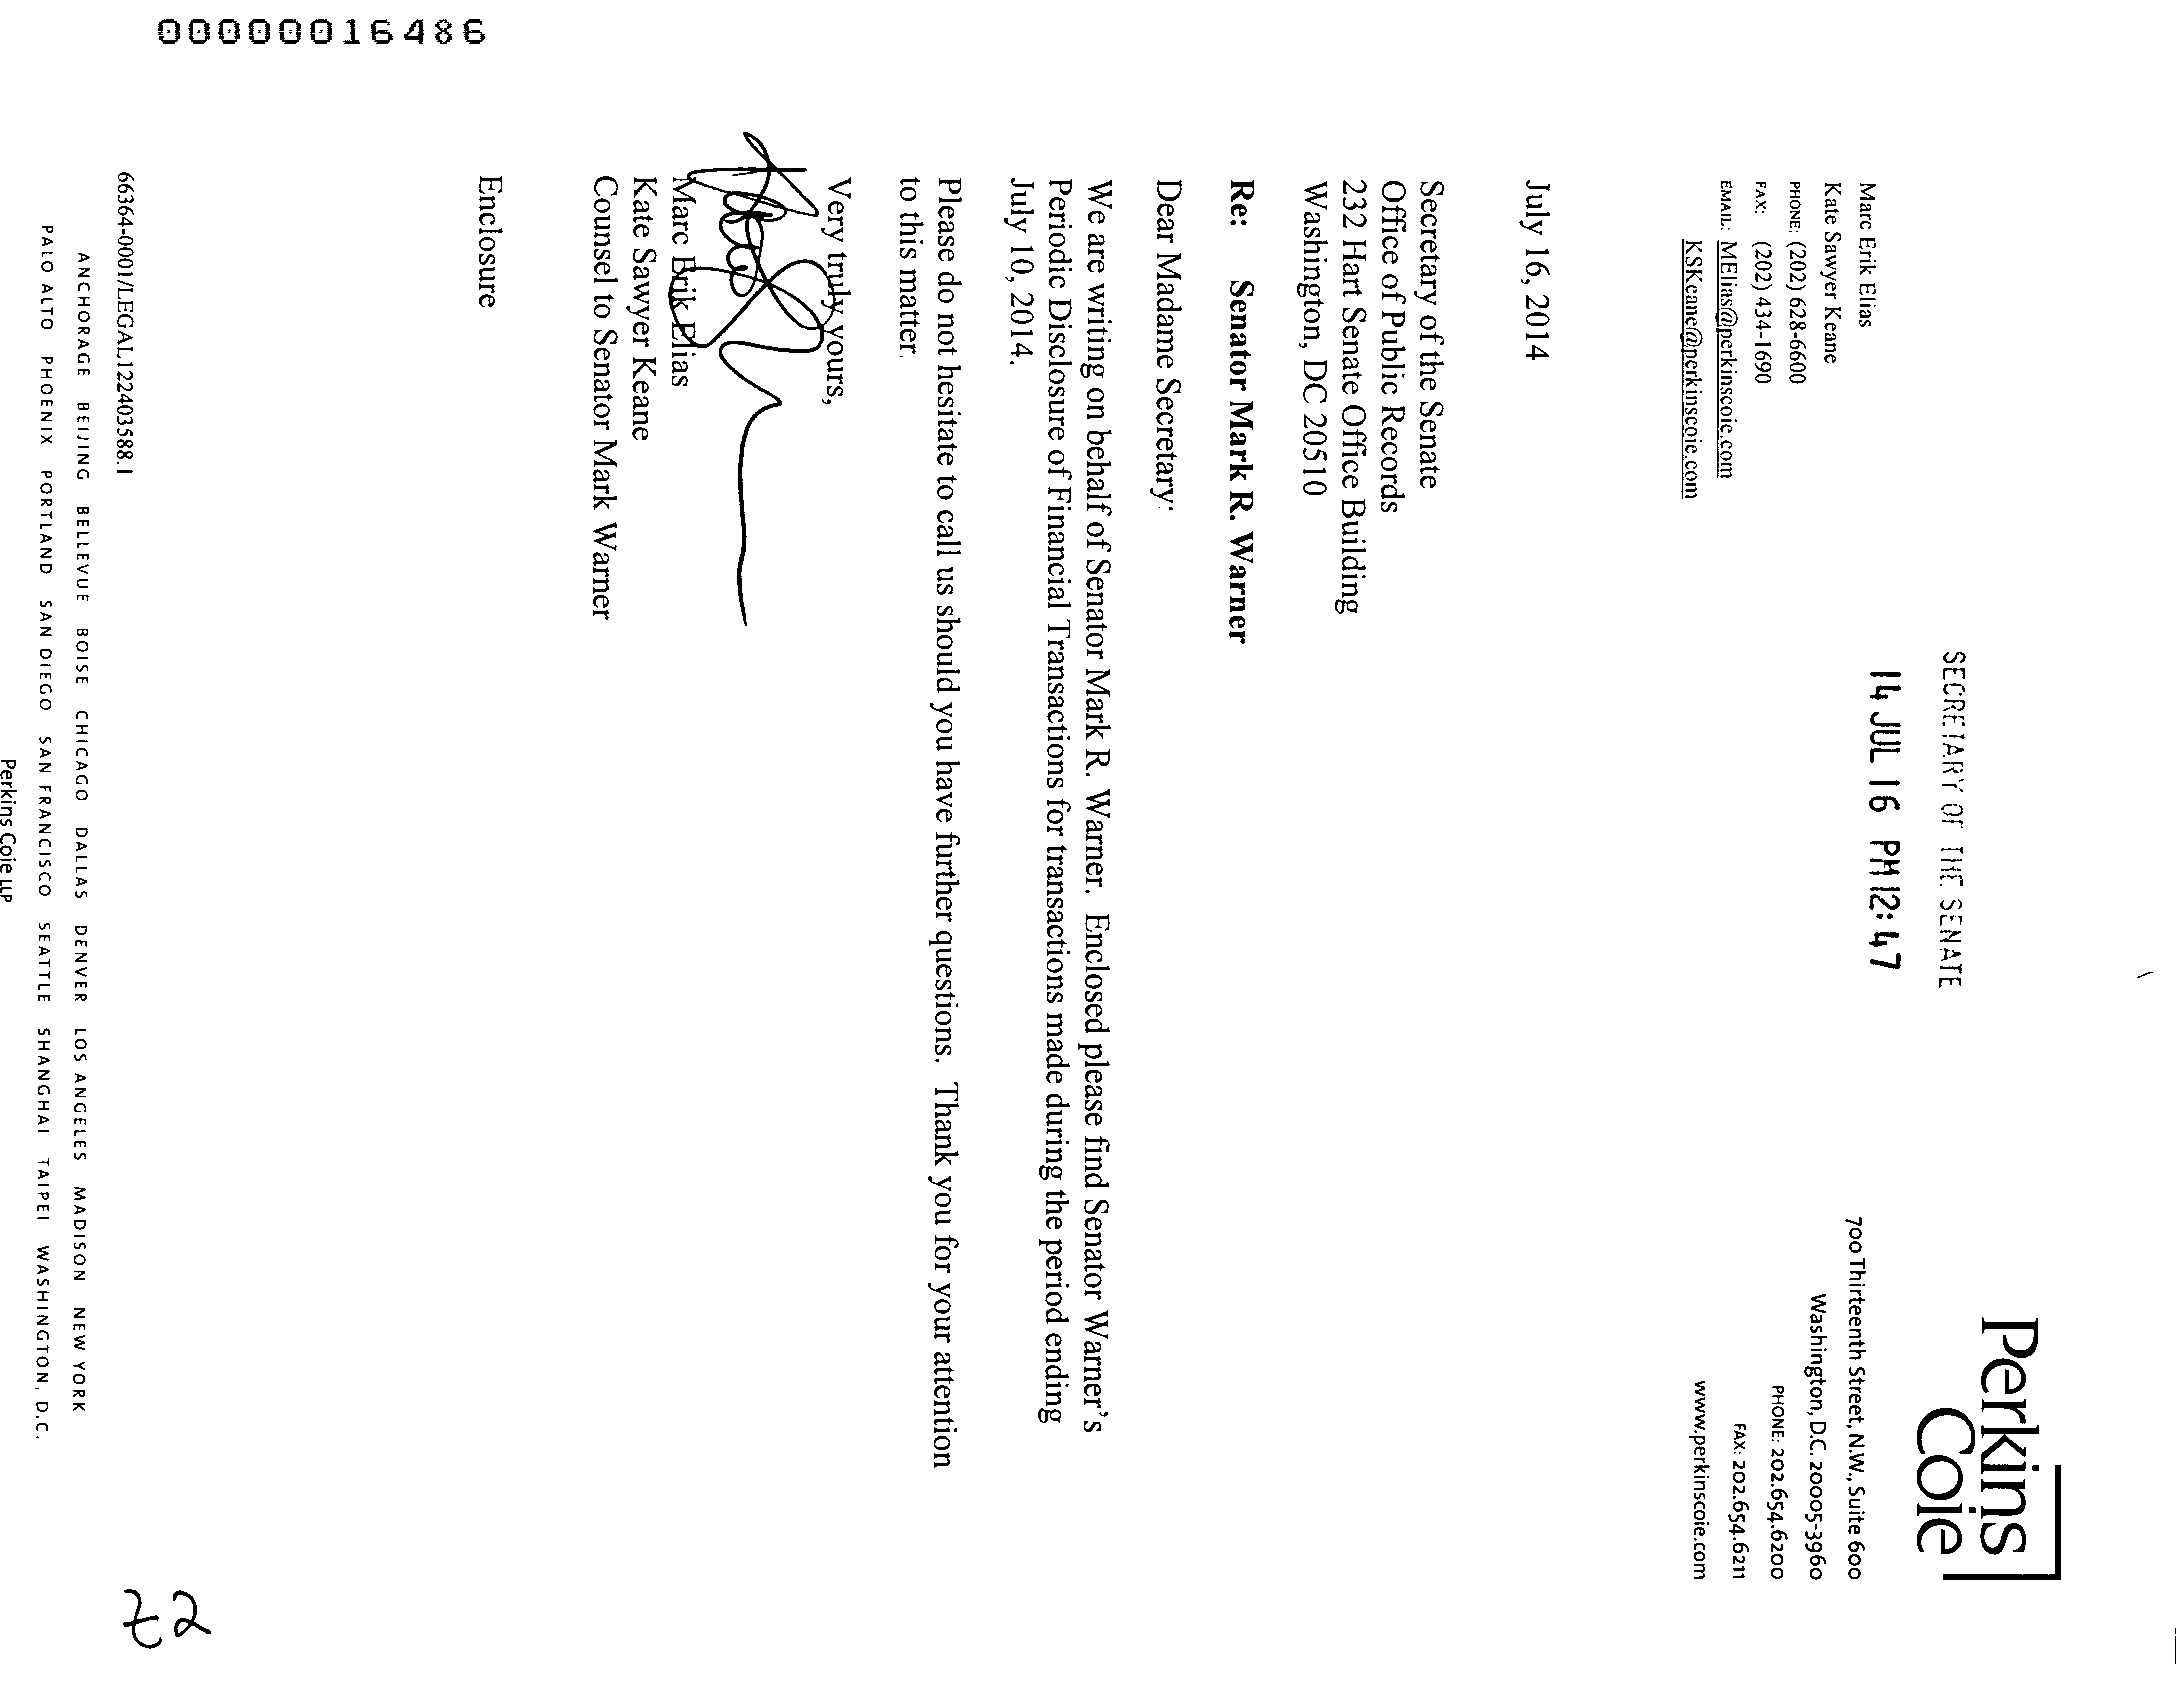 Perkins
Coie
SECRETARY OF THE SENATE
14 JUL 16 PM 12:47
Marc Erik Elias
Kate Sawyer Keane
PHONE: (202) 628-6600
FAX: (202) 434-1690
EMAIL: MElias@perkinscoie.com
KSKeane@perkinscoie.com
700 Thirteenth Street, N.W., Suite 600
Washington, D.C. 20005-3960
PHONE: 202.654.6200
FAX: 202.654.6211
www.perkinscoie.com
July 16, 2014
Secretary of the Senate
Office of Public Records
232 Hart Senate Office Building
Washington, DC 20510
Re: Senator Mark R. Warner
Dear Madame Secretary:
We are writing on behalf of Senator Mark R. Warner. Enclosed please find Senator Warner's
Periodic Disclosure of Financial Transactions for transactions made during the period ending
July 10, 2014.
Please do not hesitate to call us should you have further questions. Thank you for your attention
to this matter.
Very truly yours,
Marc Erik Elias
Kate Sawyer Keane
Counsel to Senator Mark Warner
Enclosure
66364-0001/LEGAL122403588.1
ANCHORAGE BEIJING BELLEVUE BOISE CHICAGO DALLAS DENVER LOS ANGELES MADISON NEW YORK
PALO ALTO PHOENIX PORTLAND SAN DIEGO SAN FRANCISCO SEATTLE SHANGHAI TAIPEI WASHINGTON, D.C.
Perkins Coie LLP
00000016486